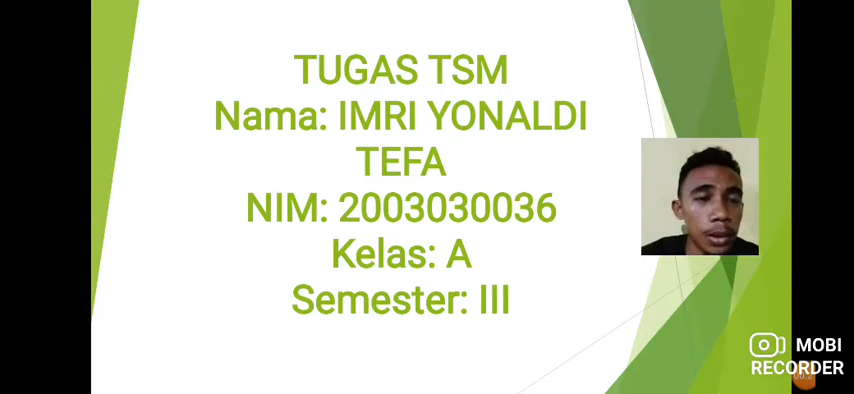 TUGAS TSM
Nama: IMRI YONALDI
TEFA
NIM: 2003030036
Kelas: A
Semester: III
MOBI
RECORDER